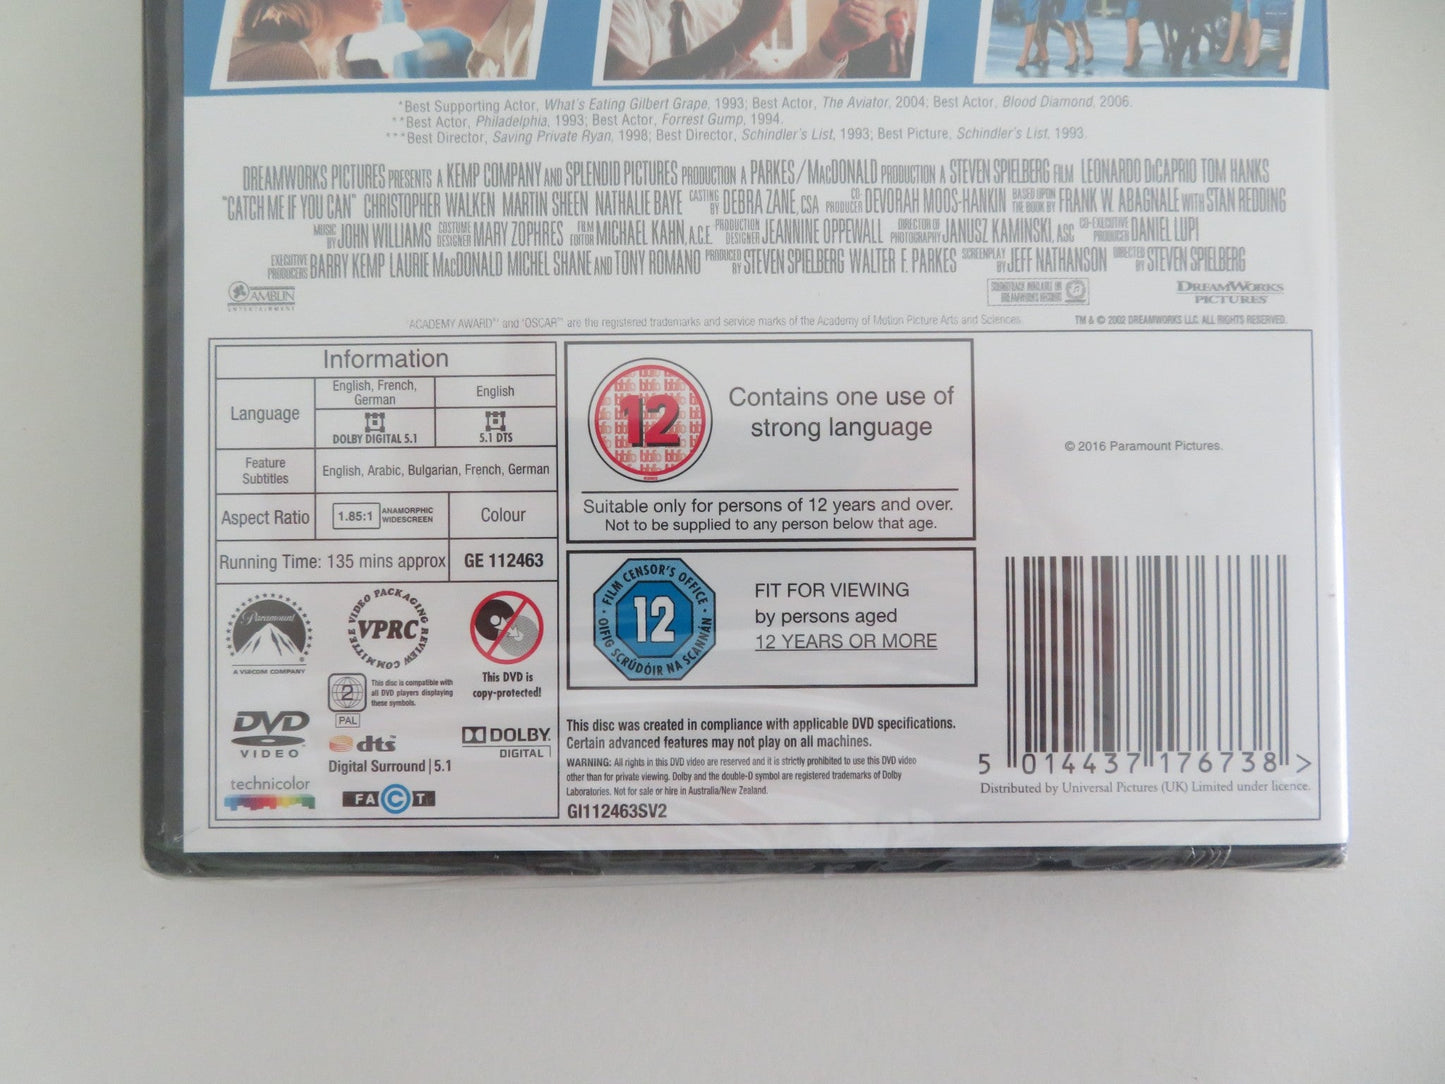 *Best Supporting Actor, What's Eating Gilbert Grape, 1993; Best Actor, The Aviator, 2004; Best Actor, Blood Diamond, 2006.
**Best Actor, Philadelphia, 1993; Best Actor, Forrest Gump, 1994.
***Best Director, Saving Private Ryan, 1998; Best Director, Schindler's List, 1993; Best Picture, Schindler's List, 1993.
DREAMWORKS PICTURES PRESENTS A KEMP COMPANY AND SPLENDID PICTURES PRODUCTION A PARKES/MACDONALD PRODUCTION A STEVEN SPIELBERG FILM LEONARDO DiCAPRIO TOM HANKS
"CATCH ME IF YOU CAN" CHRISTOPHER WALKEN MARTIN SHEEN NATHALIE BAYE CASTING BY DEBRA ZANE, CSA CO-PRODUCER DEVORAH MOOS-HANKIN BASED UPON THE BOOK BY FRANK W. ABAGNALE WITH STAN REDDING
MUSIC BY JOHN WILLIAMS COSTUME DESIGNER MARY ZOPHRES FILM EDITOR MICHAEL KAHN, A.C.E. PRODUCTION DESIGNER JEANNINE OPPEWALL DIRECTOR OF PHOTOGRAPHY JANUSZ KAMINSKI, ASC CO-EXECUTIVE PRODUCER DANIEL LUPI
EXECUTIVE PRODUCERS BARRY KEMP LAURIE MACDONALD MICHEL SHANE AND TONY ROMANO PRODUCED BY STEVEN SPIELBERG WALTER F. PARKES SCREENPLAY BY JEFF NATHANSON DIRECTED BY STEVEN SPIELBERG
AMBLIN
ENTERTAINMENT
SOUNDTRACK AVAILABLE ON
DREAMWORKS RECORDS
DREAMWORKS
PICTURES
"ACADEMY AWARD®" and "OSCAR®" are the registered trademarks and service marks of the Academy of Motion Picture Arts and Sciences.
TM & © 2002 DREAMWORKS LLC. ALL RIGHTS RESERVED.
Information
Language
English, French, German
DOLBY DIGITAL 5.1
English
5.1 DTS
Feature Subtitles
English, Arabic, Bulgarian, French, German
Aspect Ratio
1.85:1 ANAMORPHIC WIDESCREEN
Colour
Running Time: 135 mins approx
GE 112463
Paramount
A VIACOM COMPANY
VIDEO PACKAGING REVIEW COMMITTEE
VPRC
This DVD is
copy-protected!
2
PAL
This disc is compatible with
all DVD players displaying
these symbols.
DVD
VIDEO
dts
Digital Surround | 5.1
DOLBY
DIGITAL
technicolor
FACT
bbfc
12
Contains one use of
strong language
Suitable only for persons of 12 years and over.
Not to be supplied to any person below that age.
FILM CENSOR'S OFFICE
12
OIFIG SCRÚDÓIR NA SCANNÁN
FIT FOR VIEWING
by persons aged
12 YEARS OR MORE
This disc was created in compliance with applicable DVD specifications.
Certain advanced features may not play on all machines.
WARNING: All rights in this DVD video are reserved and it is strictly prohibited to use this DVD video
other than for private viewing. Dolby and the double-D symbol are registered trademarks of Dolby
Laboratories. Not for sale or hire in Australia/New Zealand.
GI112463SV2
© 2016 Paramount Pictures.
5 014437 176738 >
Distributed by Universal Pictures (UK) Limited under licence.